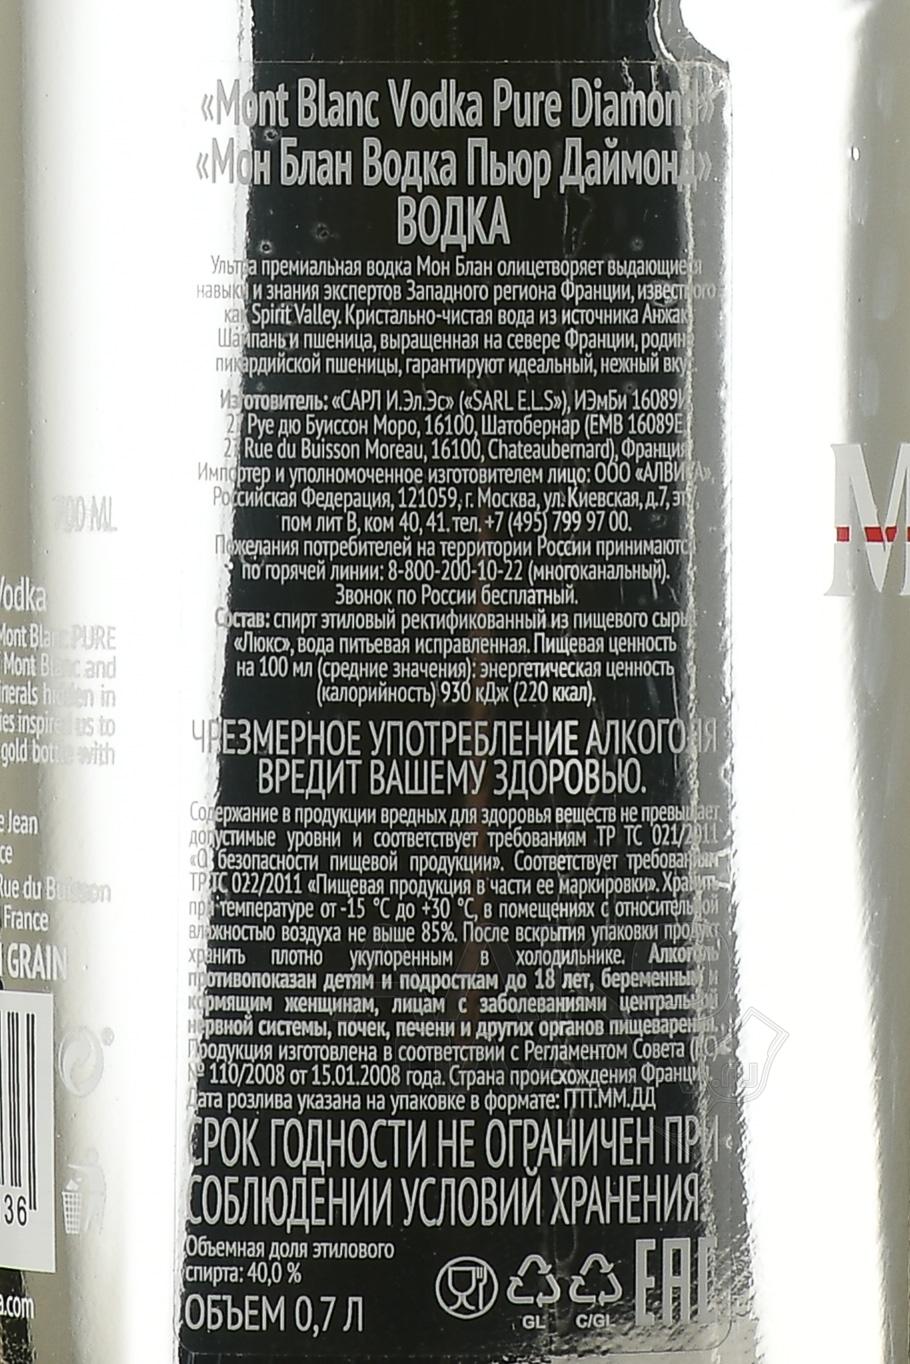 «Mont Blanc Vodka Pure Diamond»
«Мон Блан Водка Пьюр Даймонд»
ВОДКА
Ультра премиальная водка Мон Блан олицетворяет выдающиеся
навыки и знания экспертов Западного региона Франции, известного
как Spirit Valley. Кристально-чистая вода из источника Анжак
Шампань и пшеница, выращенная на севере Франции, родине
пикардийской пшеницы, гарантируют идеальный, нежный вкус.
Изготовитель: «САРЛ И.Эл.Эс» («SARL E.L.S»), ИЭмБи
Руе дю Буиссон Моро, 16100, Шатобернар (EMB 16089E
Rue du Buisson Moreau, 16100, Chateaubernard), Франция
Импортер и уполномоченное изготовителем лицо: ООО «АЛВИСА»,
Российская Федерация, 121059, г. Москва, ул. Киевская, д.7, эт
пом лит В, ком 40, 41. тел. +7 (495) 799 97 00.
Пожелания потребителей на территории России принимаются
по горячей линии: 8-800-200-10-22 (многоканальный).
Звонок по России бесплатный.
Состав: спирт этиловый ректификованный из пищевого сырья
«Люкс», вода питьевая исправленная. Пищевая ценность
на 100 мл (средние значения): энергетическая ценность
(калорийность) 930 кДж (220 ккал).
ЧРЕЗМЕРНОЕ УПОТРЕБЛЕНИЕ АЛКОГОЛЯ
ВРЕДИТ ВАШЕМУ ЗДОРОВЬЮ.
Содержание в продукции вредных для здоровья веществ не превышает
допустимые уровни и соответствует требованиям ТР ТС 021/2011
«О безопасности пищевой продукции». Соответствует требованиям
ТР ТС 022/2011 «Пищевая продукция в части ее маркировки». Хранить
при температуре от -15 °C до +30 °C, в помещениях с относительной
влажностью воздуха не выше 85%. После вскрытия упаковки продукт
хранить плотно укупоренным в холодильнике. Алкоголь
противопоказан детям и подросткам до 18 лет, беременным и
кормящим женщинам, лицам с заболеваниями центральной
нервной системы, почек, печени и других органов пищеварения.
Продукция изготовлена в соответствии с Регламентом Совета
№ 110/2008 от 15.01.2008 года. Страна происхождения Франция.
Дата розлива указана на упаковке в формате: ГГГГ.ММ.ДД
СРОК ГОДНОСТИ НЕ ОГРАНИЧЕН ПРИ
СОБЛЮДЕНИИ УСЛОВИЙ ХРАНЕНИЯ
Объемная доля этилового
спирта: 40,0 %
ОБЪЕМ 0,7 Л
GL C/GL EAC
700 ML
Vodka
Mont Blanc PURE
Mont Blanc and
minerals hidden in
inspired us to
gold bottle with
Jean
Rue du Buisson
France
GRAIN
36
.com
M